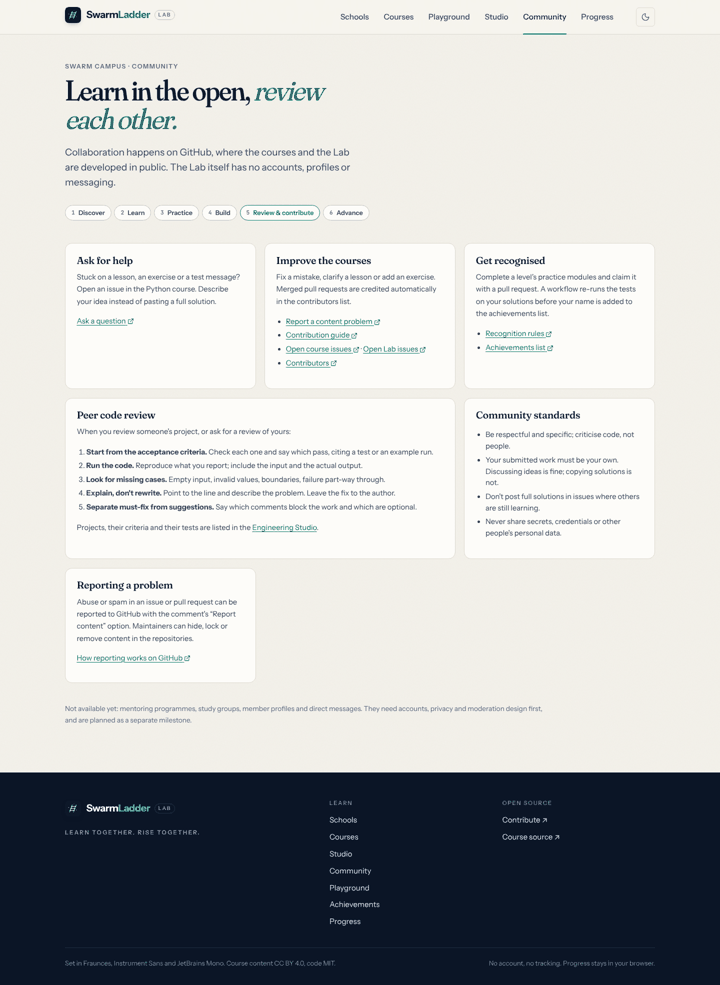 SwarmLadder LAB
Schools Courses Playground Studio Community Progress
SWARM CAMPUS · COMMUNITY
Learn in the open, review
each other.
Collaboration happens on GitHub, where the courses and the Lab
are developed in public. The Lab itself has no accounts, profiles or
messaging.
1 Discover 2 Learn 3 Practice 4 Build 5 Review & contribute 6 Advance
Ask for help
Stuck on a lesson, an exercise or a test message?
Open an issue in the Python course. Describe
your idea instead of pasting a full solution.
Ask a question
Improve the courses
Fix a mistake, clarify a lesson or add an exercise.
Merged pull requests are credited automatically
in the contributors list.
• Report a content problem
• Contribution guide
• Open course issues · Open Lab issues
• Contributors
Get recognised
Complete a level's practice modules and claim it
with a pull request. A workflow re-runs the tests
on your solutions before your name is added to
the achievements list.
• Recognition rules
• Achievements list
Peer code review
When you review someone's project, or ask for a review of yours:
1. Start from the acceptance criteria. Check each one and say which pass, citing a test or an example run.
2. Run the code. Reproduce what you report; include the input and the actual output.
3. Look for missing cases. Empty input, invalid values, boundaries, failure part-way through.
4. Explain, don't rewrite. Point to the line and describe the problem. Leave the fix to the author.
5. Separate must-fix from suggestions. Say which comments block the work and which are optional.
Projects, their criteria and their tests are listed in the Engineering Studio.
Community standards
• Be respectful and specific; criticise code, not
people.
• Your submitted work must be your own.
Discussing ideas is fine; copying solutions is
not.
• Don't post full solutions in issues where others
are still learning.
• Never share secrets, credentials or other
people's personal data.
Reporting a problem
Abuse or spam in an issue or pull request can be
reported to GitHub with the comment's “Report
content” option. Maintainers can hide, lock or
remove content in the repositories.
How reporting works on GitHub
Not available yet: mentoring programmes, study groups, member profiles and direct messages. They need accounts, privacy and moderation design first,
and are planned as a separate milestone.
SwarmLadder LAB
LEARN TOGETHER. RISE TOGETHER.
LEARN
Schools
Courses
Studio
Community
Playground
Achievements
Progress
OPEN SOURCE
Contribute ↗
Course source ↗
Set in Fraunces, Instrument Sans and JetBrains Mono. Course content CC BY 4.0, code MIT.
No account, no tracking. Progress stays in your browser.